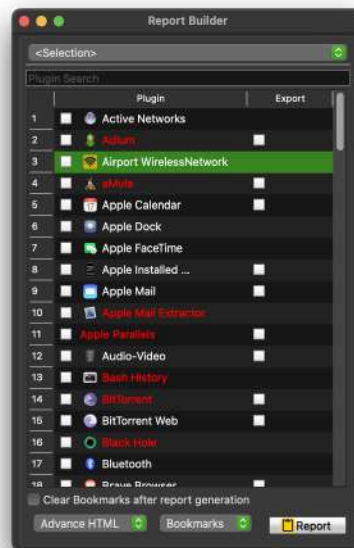 Report Builder
<Selection>
Plugin Search
Plugin Export
1 Active Networks
2 Adium
3 Airport WirelessNetwork
4 aMule
5 Apple Calendar
6 Apple Dock
7 Apple FaceTime
8 Apple Installed ...
9 Apple Mail
10 Apple Mail Extractor
11 Apple Parallels
12 Audio-Video
13 Bash History
14 BitTorrent
15 BitTorrent Web
16 Black Hole
17 Bluetooth
18 Brave Browser
Clear Bookmarks after report generation
Advance HTML Bookmarks Report